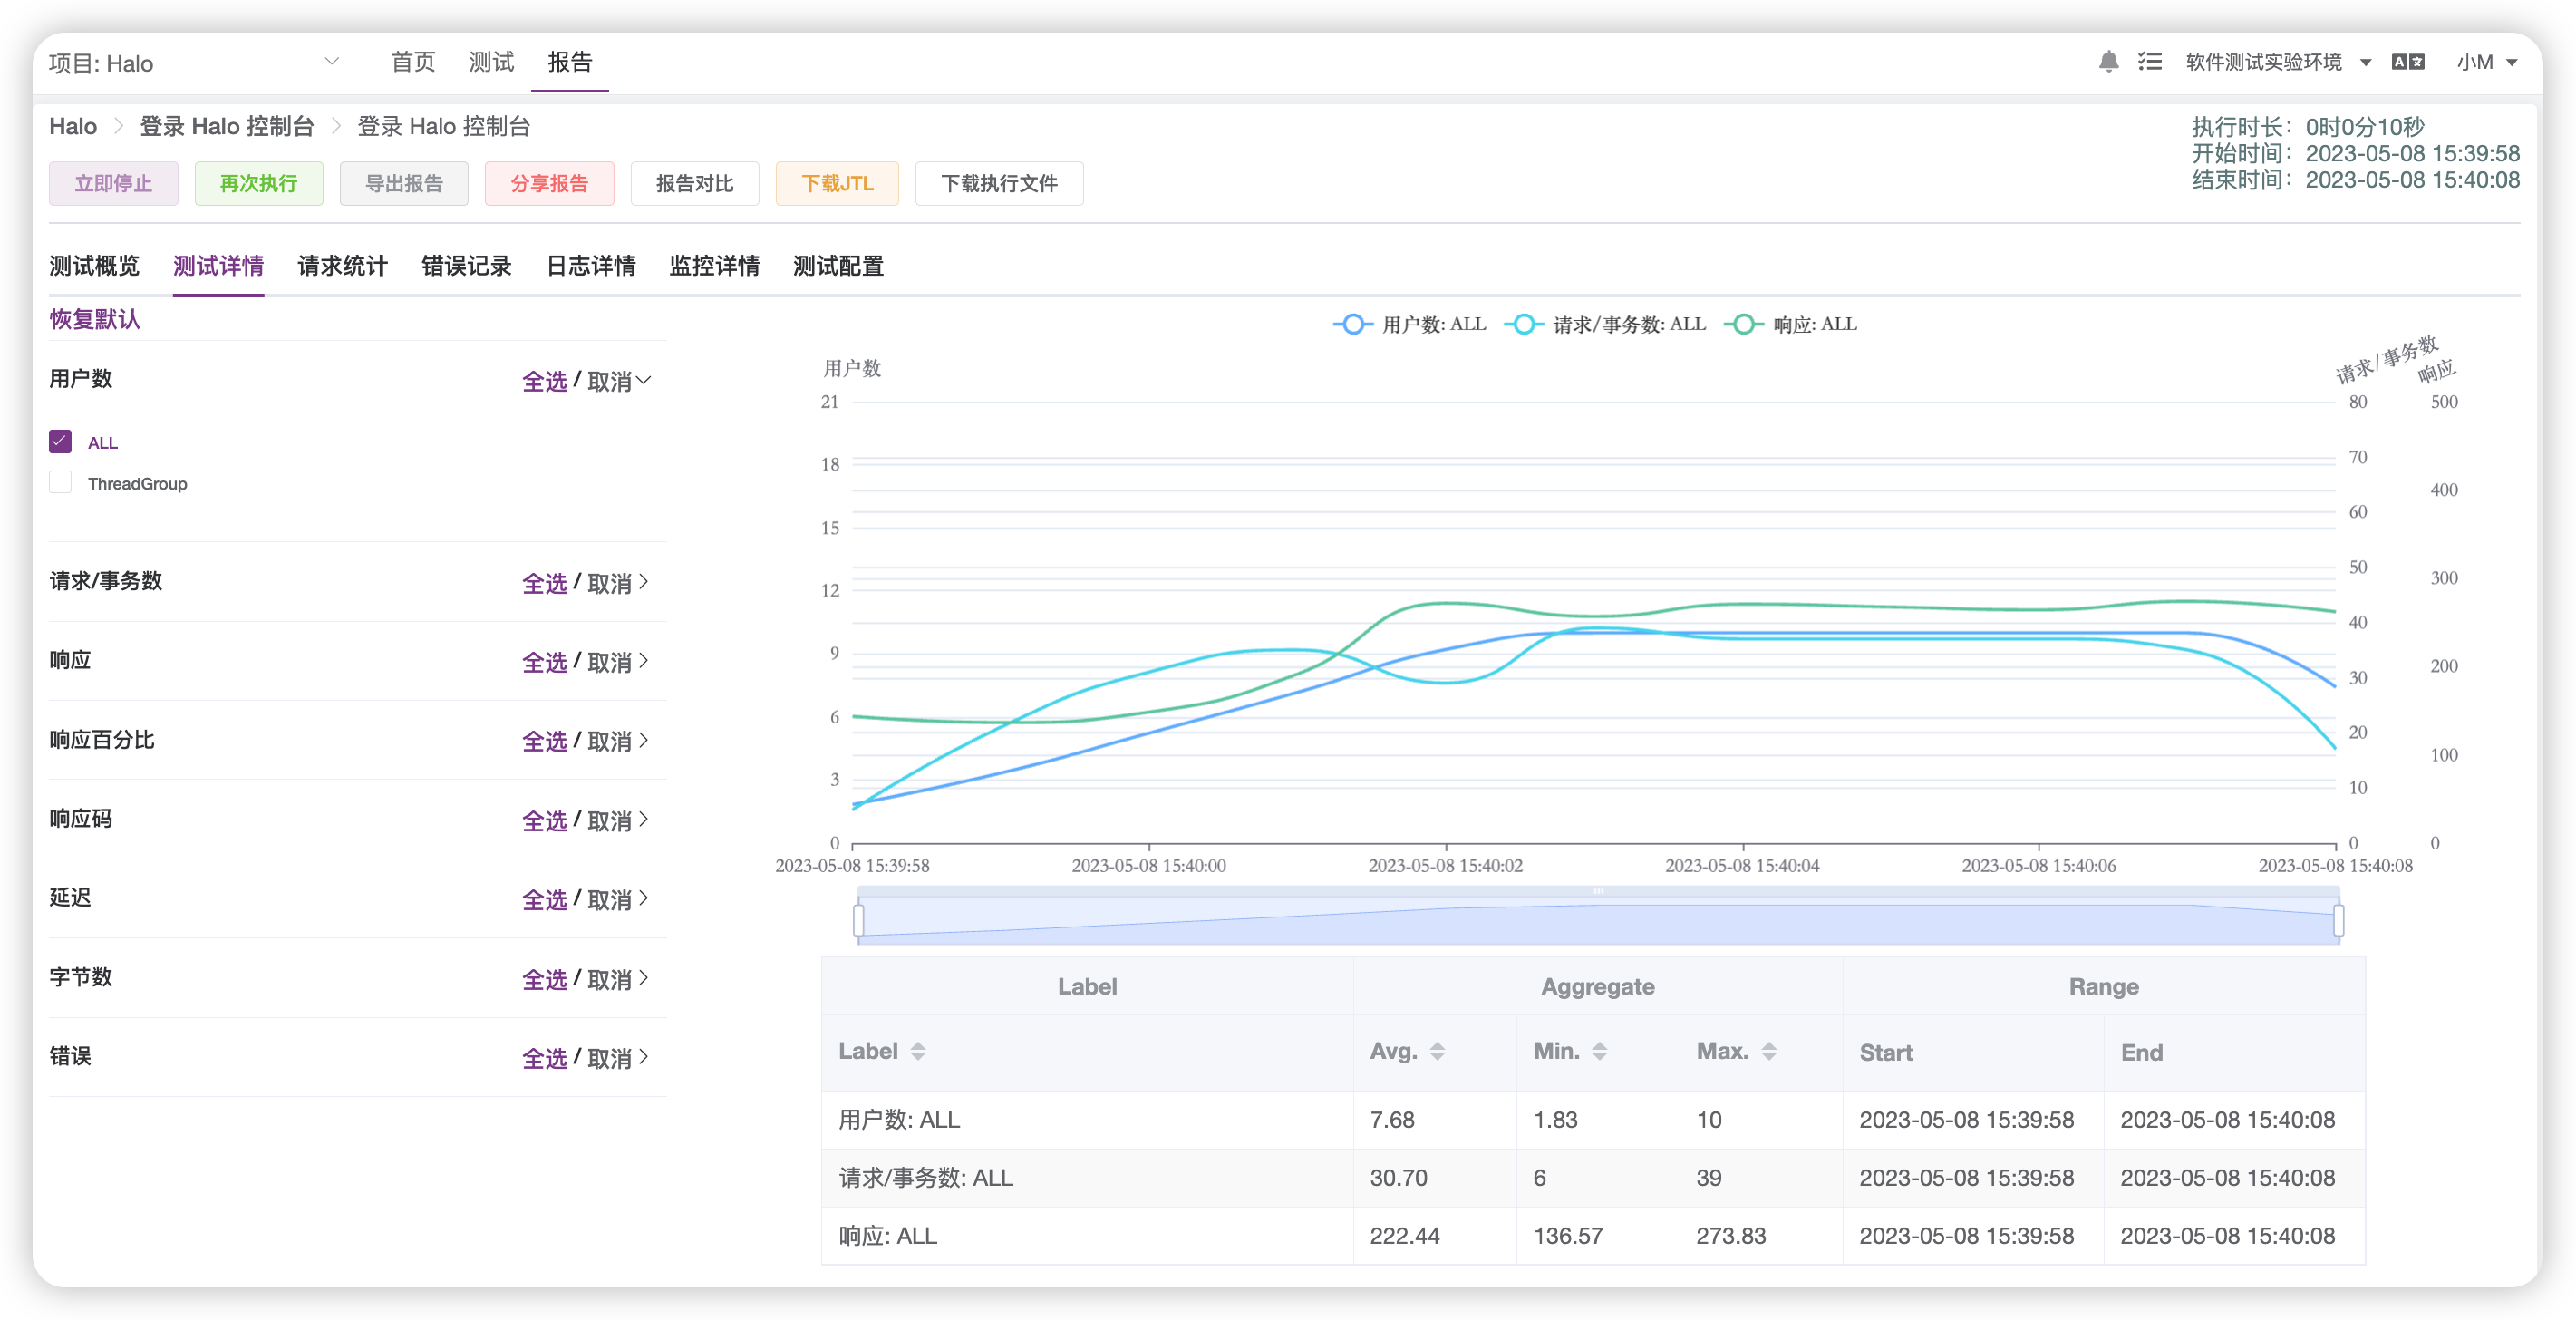 项目: Halo 首页 测试 报告 软件测试实验环境 小M
Halo 登录 Halo 控制台 登录 Halo 控制台
执行时长：0时0分10秒
开始时间：2023-05-08 15:39:58
结束时间：2023-05-08 15:40:08
立即停止 再次执行 导出报告 分享报告 报告对比 下载JTL 下载执行文件
测试概览 测试详情 请求统计 错误记录 日志详情 监控详情 测试配置
恢复默认
用户数 全选 / 取消
ALL
ThreadGroup
请求/事务数 全选 / 取消
响应 全选 / 取消
响应百分比 全选 / 取消
响应码 全选 / 取消
延迟 全选 / 取消
字节数 全选 / 取消
错误 全选 / 取消
用户数: ALL 请求/事务数: ALL 响应: ALL
用户数 请求/事务数 响应
21 80 500
18 70
400
15 60
50
12 300
40
9 200
30
6 20
100
3 10
0 0 0
2023-05-08 15:39:58 2023-05-08 15:40:00 2023-05-08 15:40:02 2023-05-08 15:40:04 2023-05-08 15:40:06 2023-05-08 15:40:08
Label Aggregate Range
Label Avg. Min. Max. Start End
用户数: ALL 7.68 1.83 10 2023-05-08 15:39:58 2023-05-08 15:40:08
请求/事务数: ALL 30.70 6 39 2023-05-08 15:39:58 2023-05-08 15:40:08
响应: ALL 222.44 136.57 273.83 2023-05-08 15:39:58 2023-05-08 15:40:08